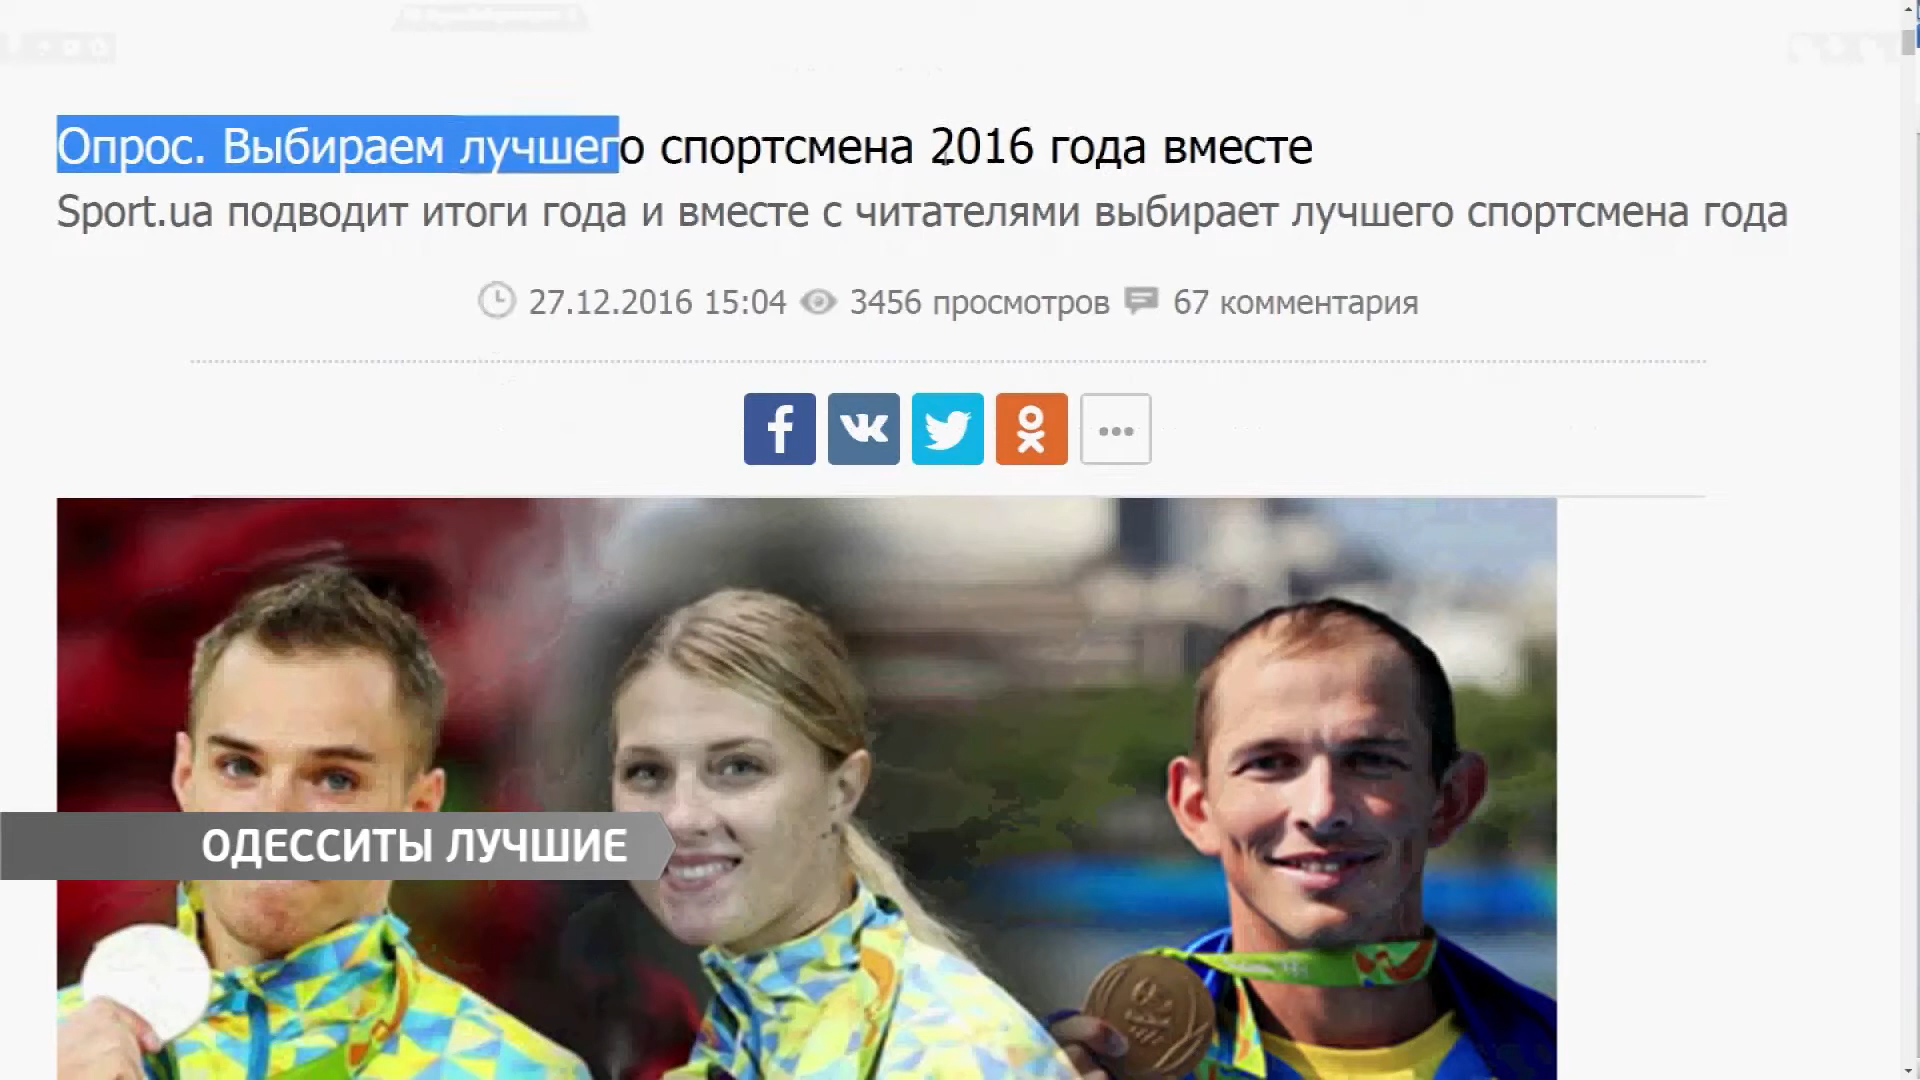 Опрос. Выбираем лучшего спортсмена 2016 года вместе
Sport.ua подводит итоги года и вместе с читателями выбирает лучшего спортсмена года
27.12.2016 15:04 3456 просмотров 67 комментария
ОДЕССИТЫ ЛУЧШИЕ